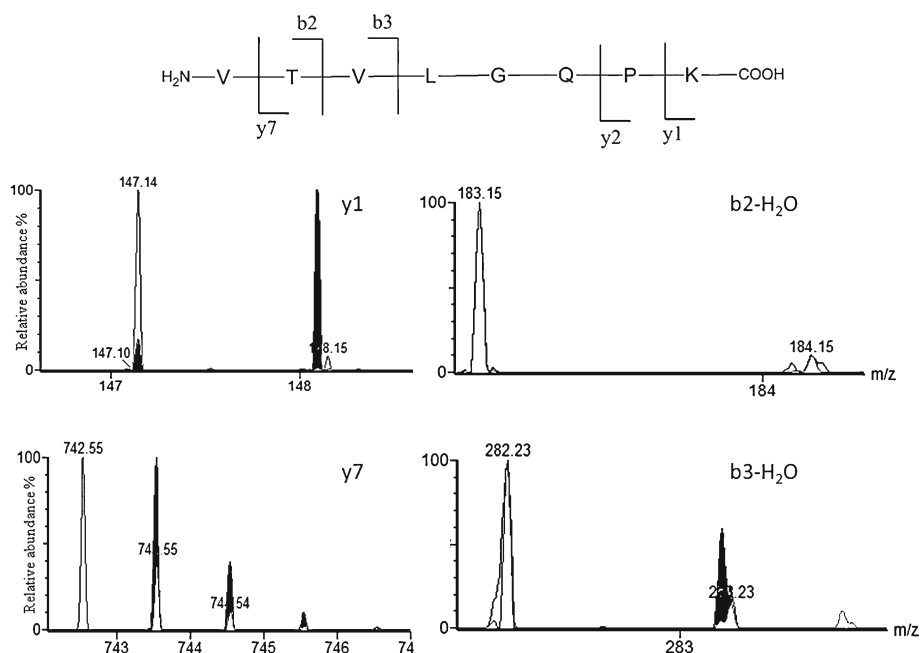 b2 b3
H₂N V T V L G Q P K COOH
y7 y2 y1
100 147.14 y1
Relative abundance %
147.10
0
147 148
100 183.15 b2-H₂O
184.15
0
184 m/z
100 742.55 y7
Relative abundance %
0
743 744 745 746 74
100 282.23 b3-H₂O
0
283 m/z